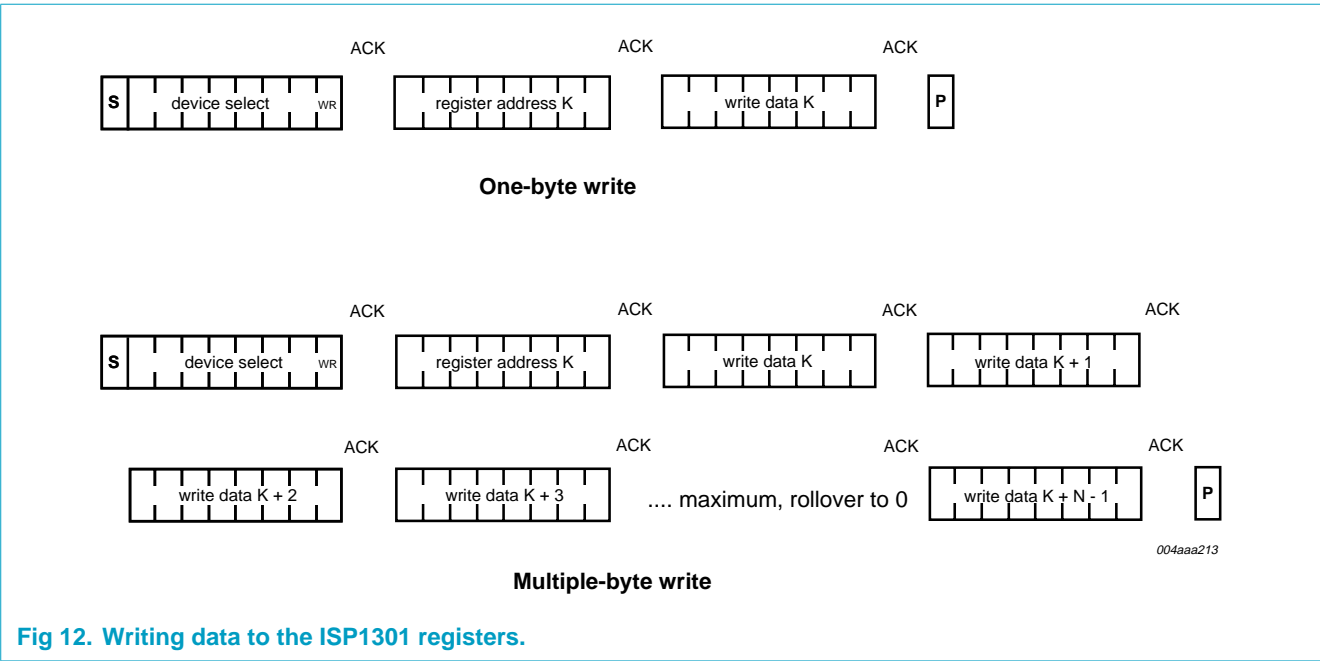 ACK ACK ACK
S device select WR register address K write data K P
One-byte write
ACK ACK ACK ACK
S device select WR register address K write data K write data K + 1
ACK ACK ACK ACK
write data K + 2 write data K + 3 .... maximum, rollover to 0 write data K + N - 1 P
004aaa213
Multiple-byte write
Fig 12. Writing data to the ISP1301 registers.